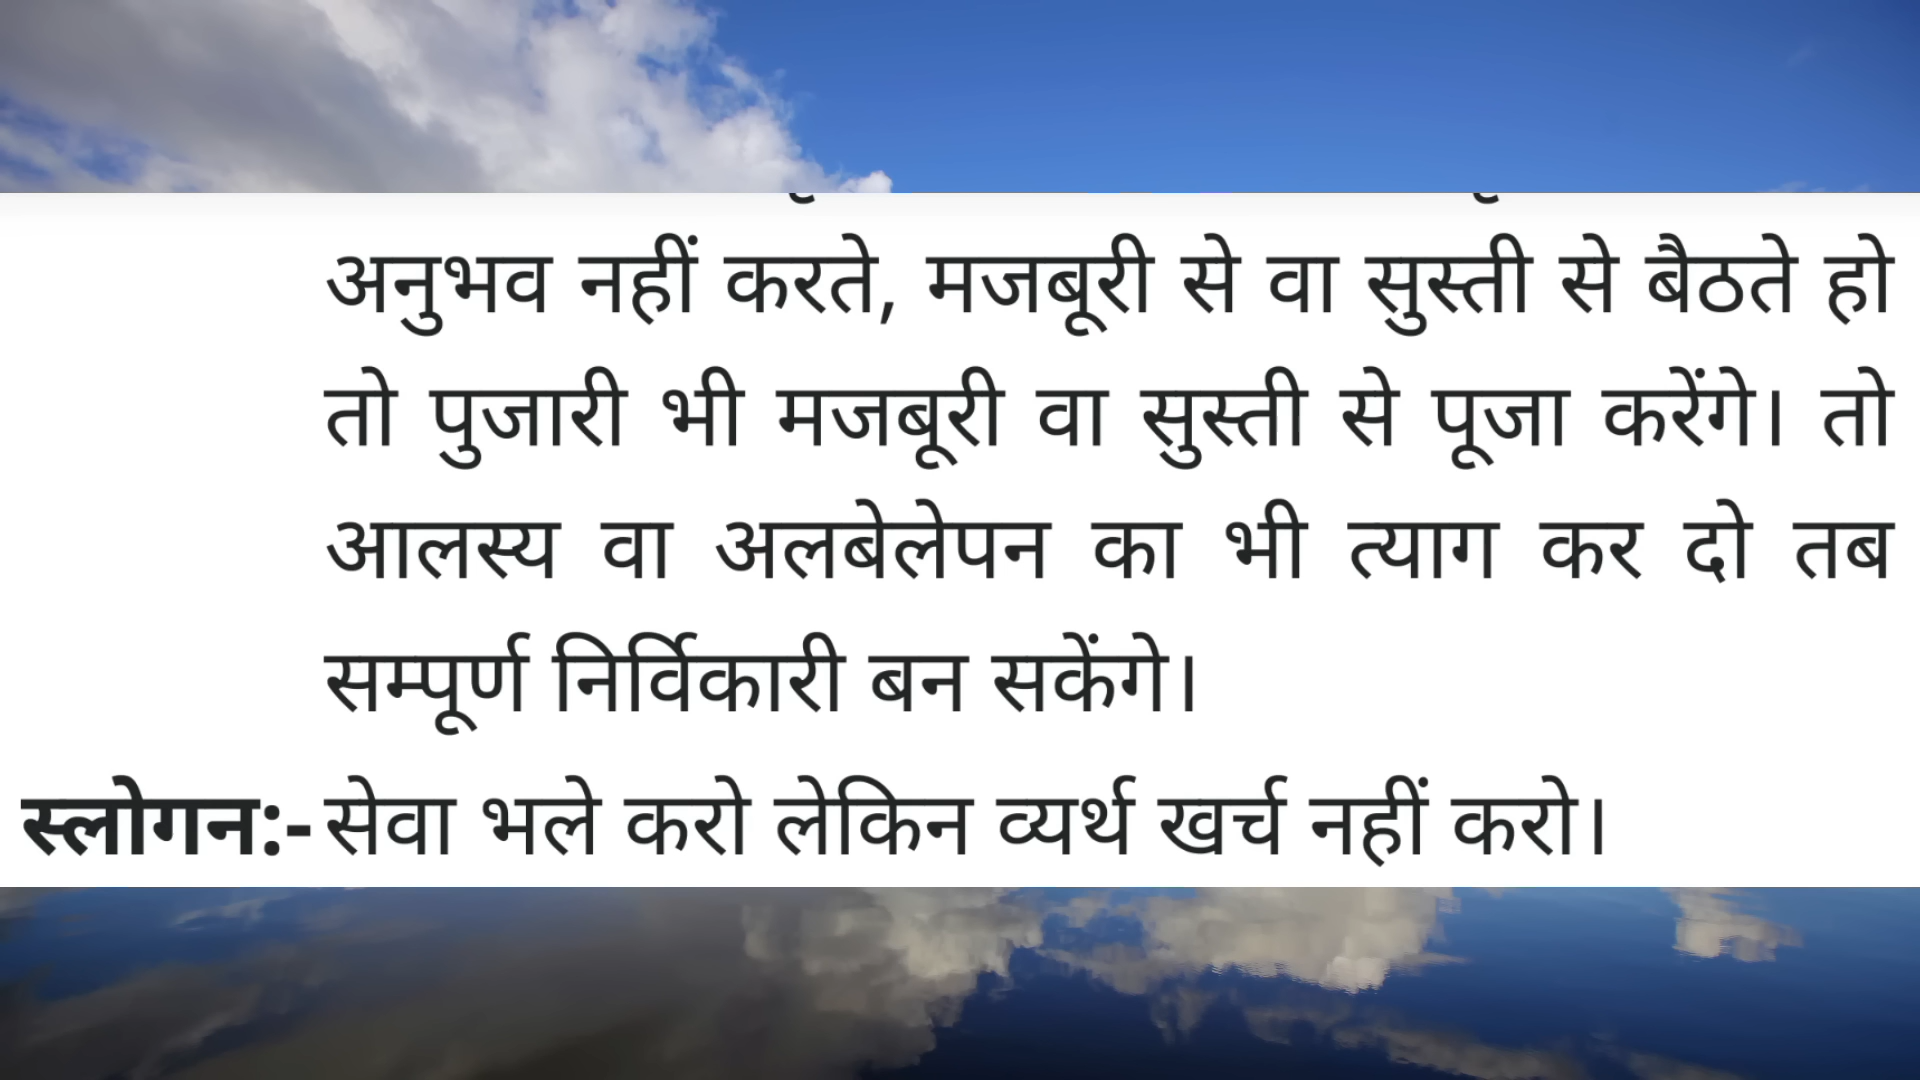 अनुभव नहीं करते, मजबूरी से वा सुस्ती से बैठते हो
तो पुजारी भी मजबूरी वा सुस्ती से पूजा करेंगे। तो
आलस्य वा अलबेलेपन का भी त्याग कर दो तब
सम्पूर्ण निर्विकारी बन सकेंगे।
स्लोगन:- सेवा भले करो लेकिन व्यर्थ खर्च नहीं करो।